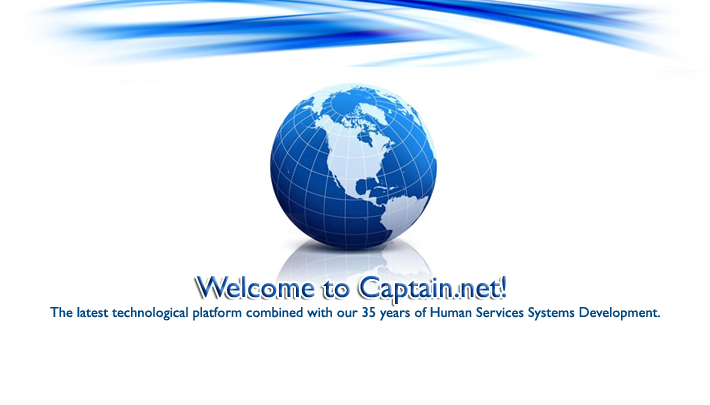 Welcome to Captain.net!
The latest technological platform combined with our 35 years of Human Services Systems Development.